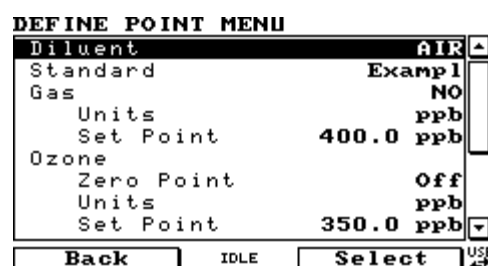 DEFINE POINT MENU
Diluent AIR
Standard Exampl
Gas NO
Units ppb
Set Point 400.0 ppb
Ozone
Zero Point Off
Units ppb
Set Point 350.0 ppb
Back IDLE Select